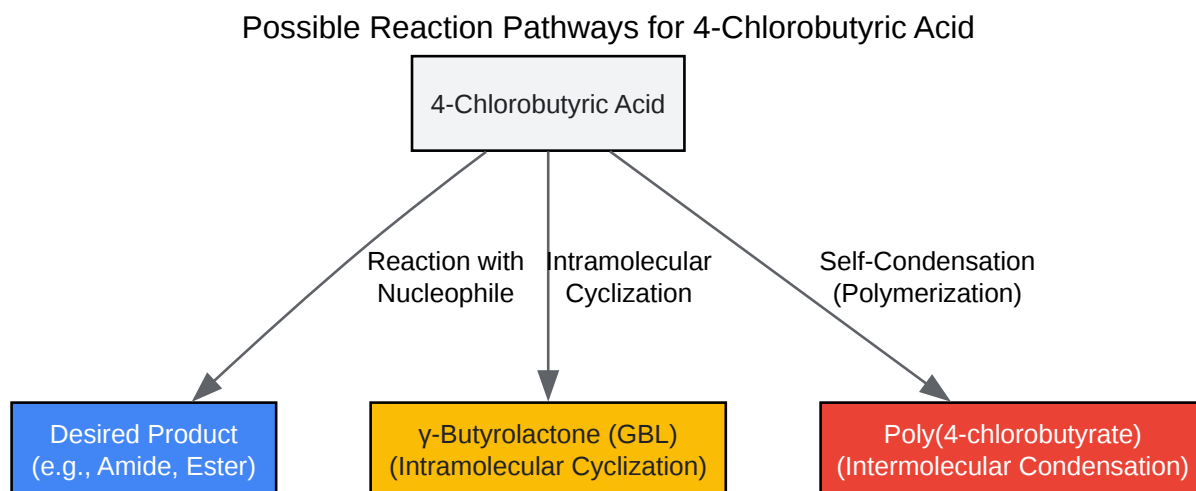 Possible Reaction Pathways for 4-Chlorobutyric Acid
4-Chlorobutyric Acid
Reaction with
Nucleophile
Intramolecular
Cyclization
Self-Condensation
(Polymerization)
Desired Product
(e.g., Amide, Ester)
γ-Butyrolactone (GBL)
(Intramolecular Cyclization)
Poly(4-chlorobutyrate)
(Intermolecular Condensation)